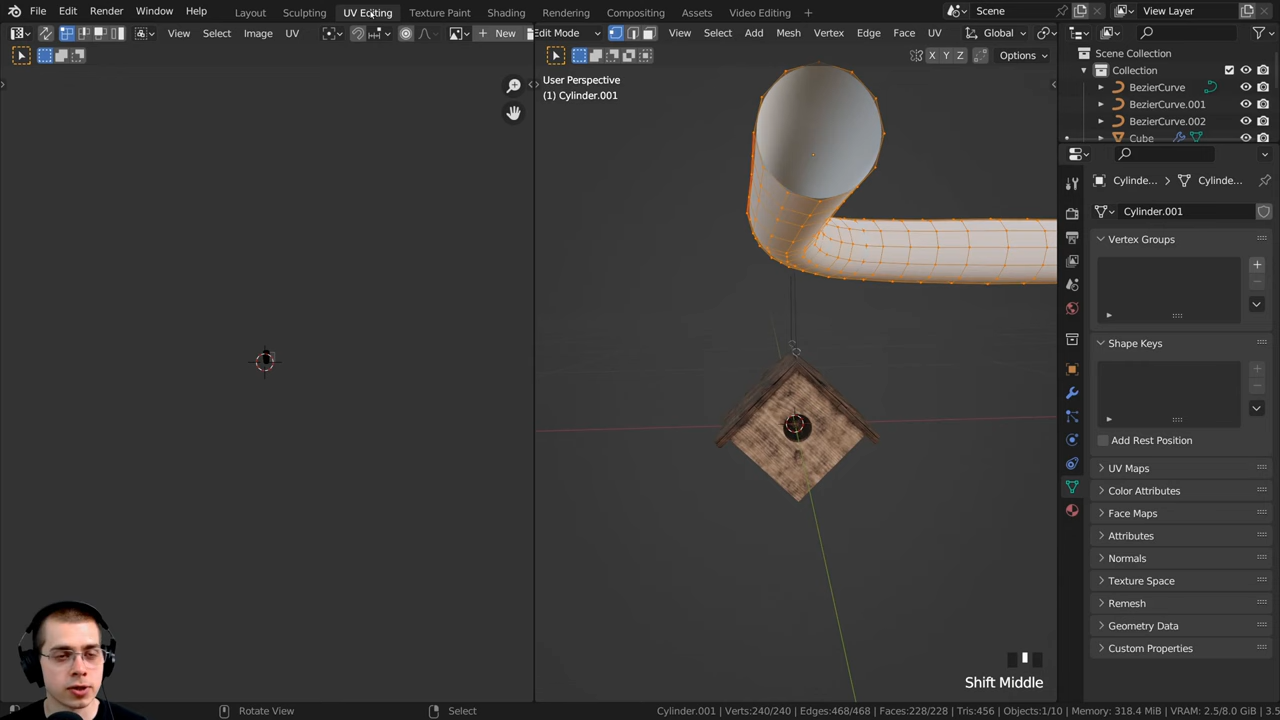 File Edit Render Window Help Layout Sculpting UV Editing Texture Paint Shading Rendering Compositing Assets Video Editing Scene View Layer
View Select Image UV New Edit Mode View Select Add Mesh Vertex Edge Face UV Global
X Y Z Options
Scene Collection
Collection
BezierCurve
BezierCurve.001
BezierCurve.002
Cube
User Perspective
(1) Cylinder.001
Cylinde... Cylinde...
Cylinder.001
Vertex Groups
Shape Keys
Add Rest Position
UV Maps
Color Attributes
Face Maps
Attributes
Normals
Texture Space
Remesh
Geometry Data
Custom Properties
Shift Middle
Rotate View Select Cylinder.001 Verts:240/240 Edges:468/468 Faces:228/228 Tris:456 Objects:1/10 Memory: 318.4 MiB VRAM: 2.5/8.0 GiB 3.5